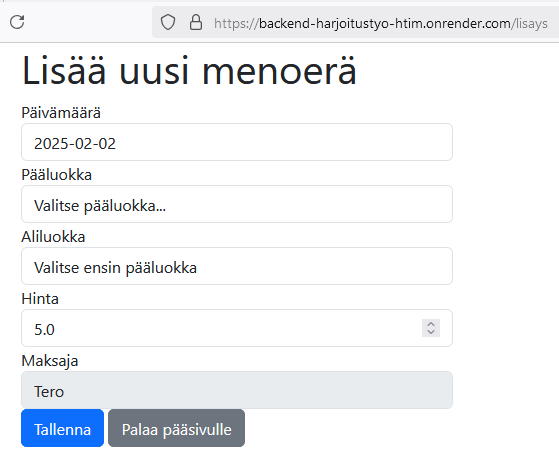 https://backend-harjoitustyo-htim.onrender.com/lisays
Lisää uusi menoerä
Päivämäärä
2025-02-02
Pääluokka
Valitse pääluokka...
Aliluokka
Valitse ensin pääluokka
Hinta
5.0
Maksaja
Tero
Tallenna Palaa pääsivulle